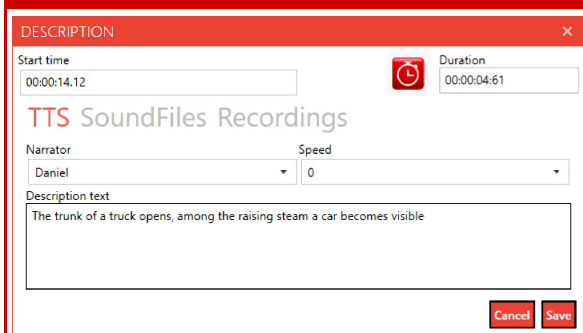 DESCRIPTION
Start time
Duration
00:00:14.12
00:00:04:61
TTS SoundFiles Recordings
Narrator
Speed
Daniel
0
Description text
The trunk of a truck opens, among the raising steam a car becomes visible
Cancel
Save